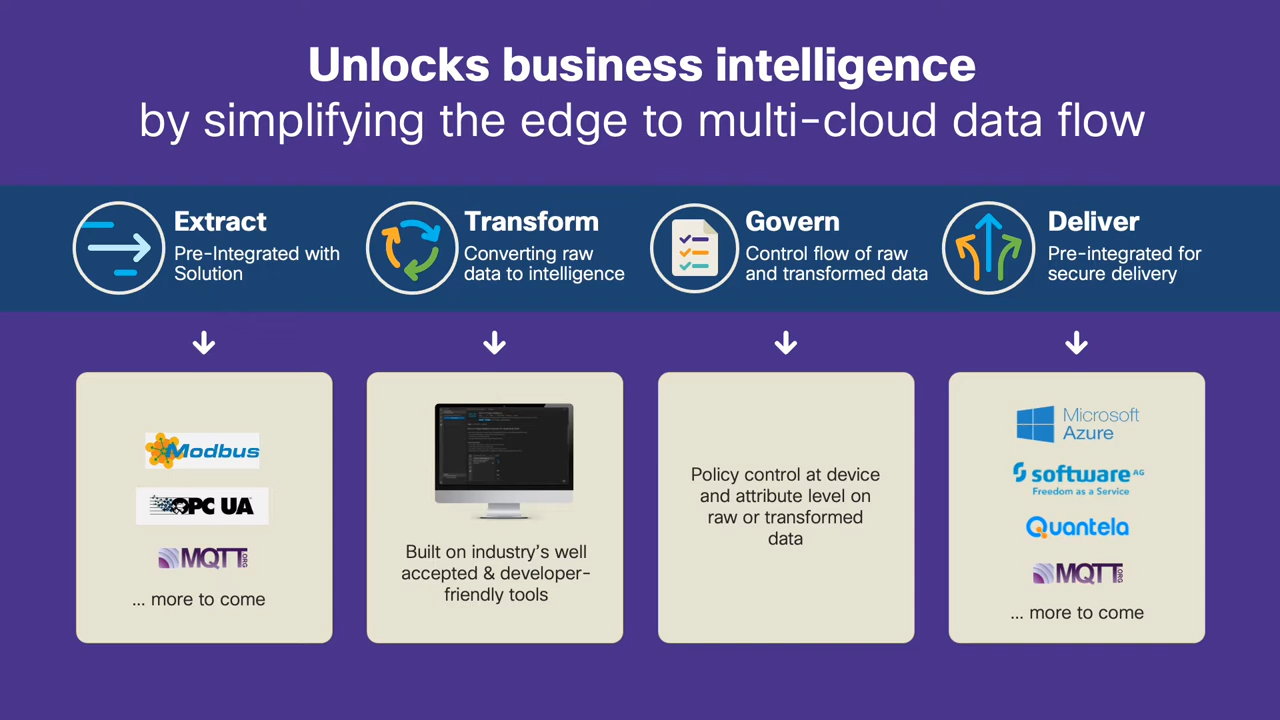 Unlocks business intelligence
by simplifying the edge to multi-cloud data flow
Extract
Pre-Integrated with
Solution
Transform
Converting raw
data to intelligence
Govern
Control flow of raw
and transformed data
Deliver
Pre-integrated for
secure delivery
Modbus
OPC UA
MQTT.ORG
... more to come
Built on industry's well
accepted & developer-
friendly tools
Policy control at device
and attribute level on
raw or transformed
data
Microsoft
Azure
software AG
Freedom as a Service
Quantela
MQTT.ORG
... more to come